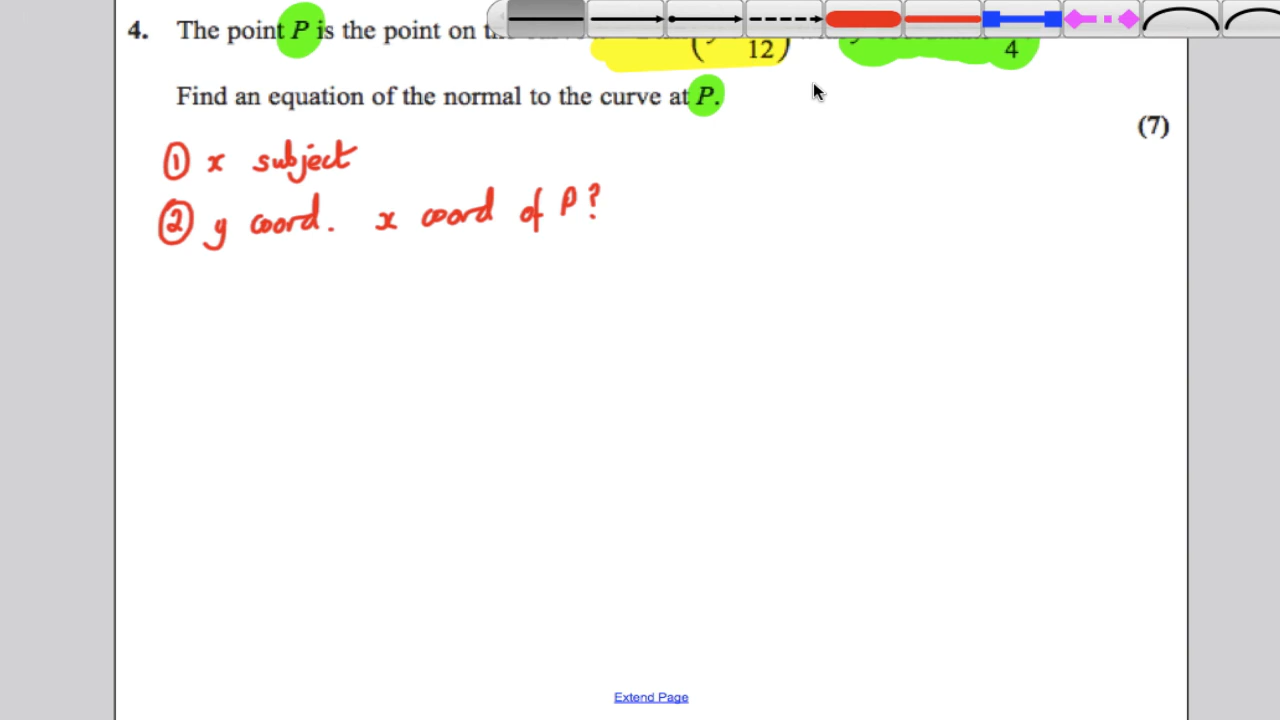 4. The point P is the point on
( 12 )
4
Find an equation of the normal to the curve at P.
(7)
① x subject
② y coord. x coord of P?
Extend Page